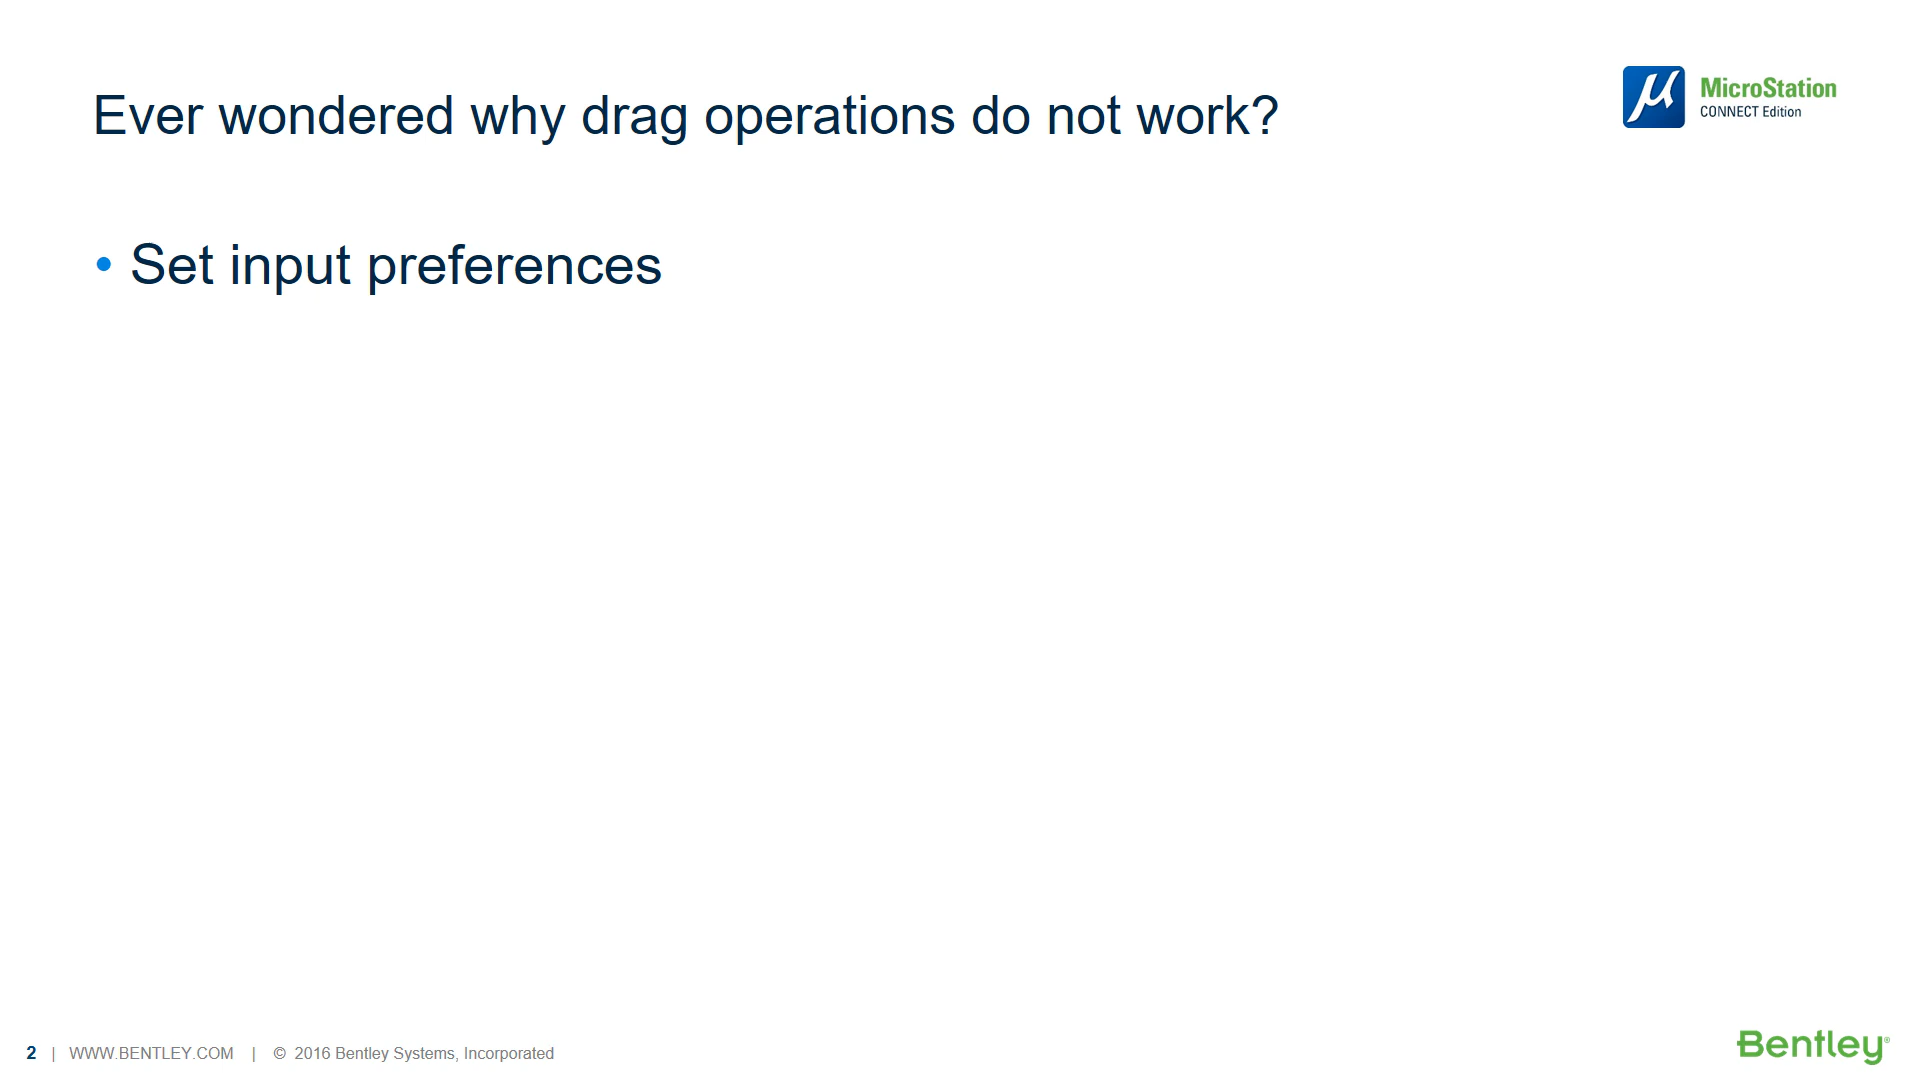 Ever wondered why drag operations do not work?
MicroStation
CONNECT Edition
• Set input preferences
2 | WWW.BENTLEY.COM | © 2016 Bentley Systems, Incorporated
Bentley®